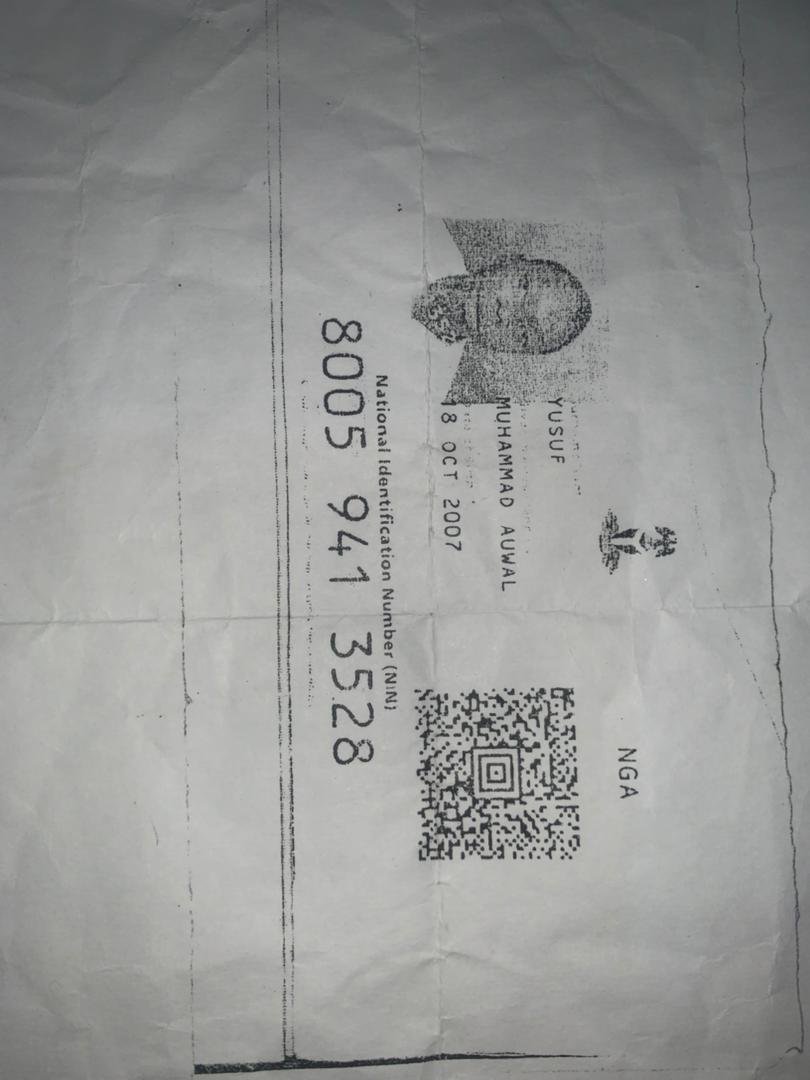 NGA
YUSUF
MUHAMMAD AUWAL
18 OCT 2007
National Identification Number (NIN)
8005 941 3528